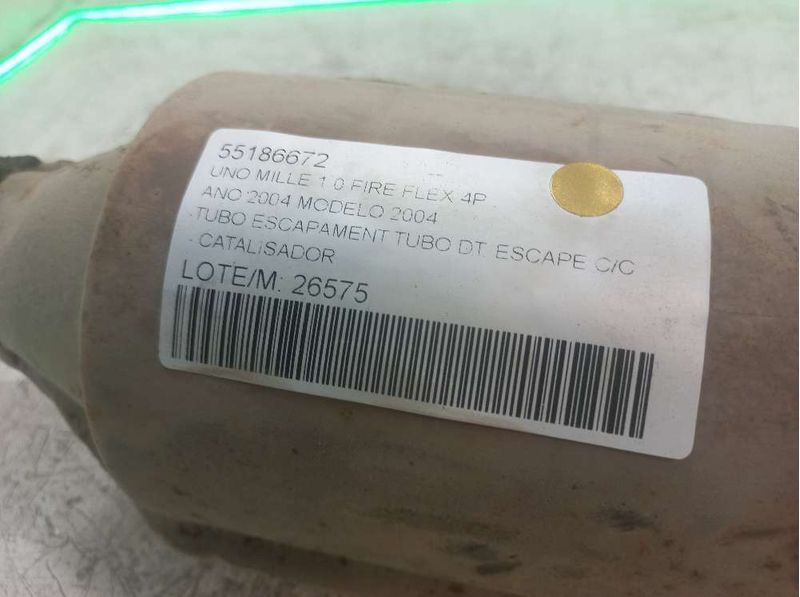 55186672
UNO MILLE 1.0 FIRE FLEX 4P
ANO 2004 MODELO 2004
-TUBO ESCAPAMENT TUBO DT. ESCAPE C/C
- CATALISADOR
LOTE/M: 26575